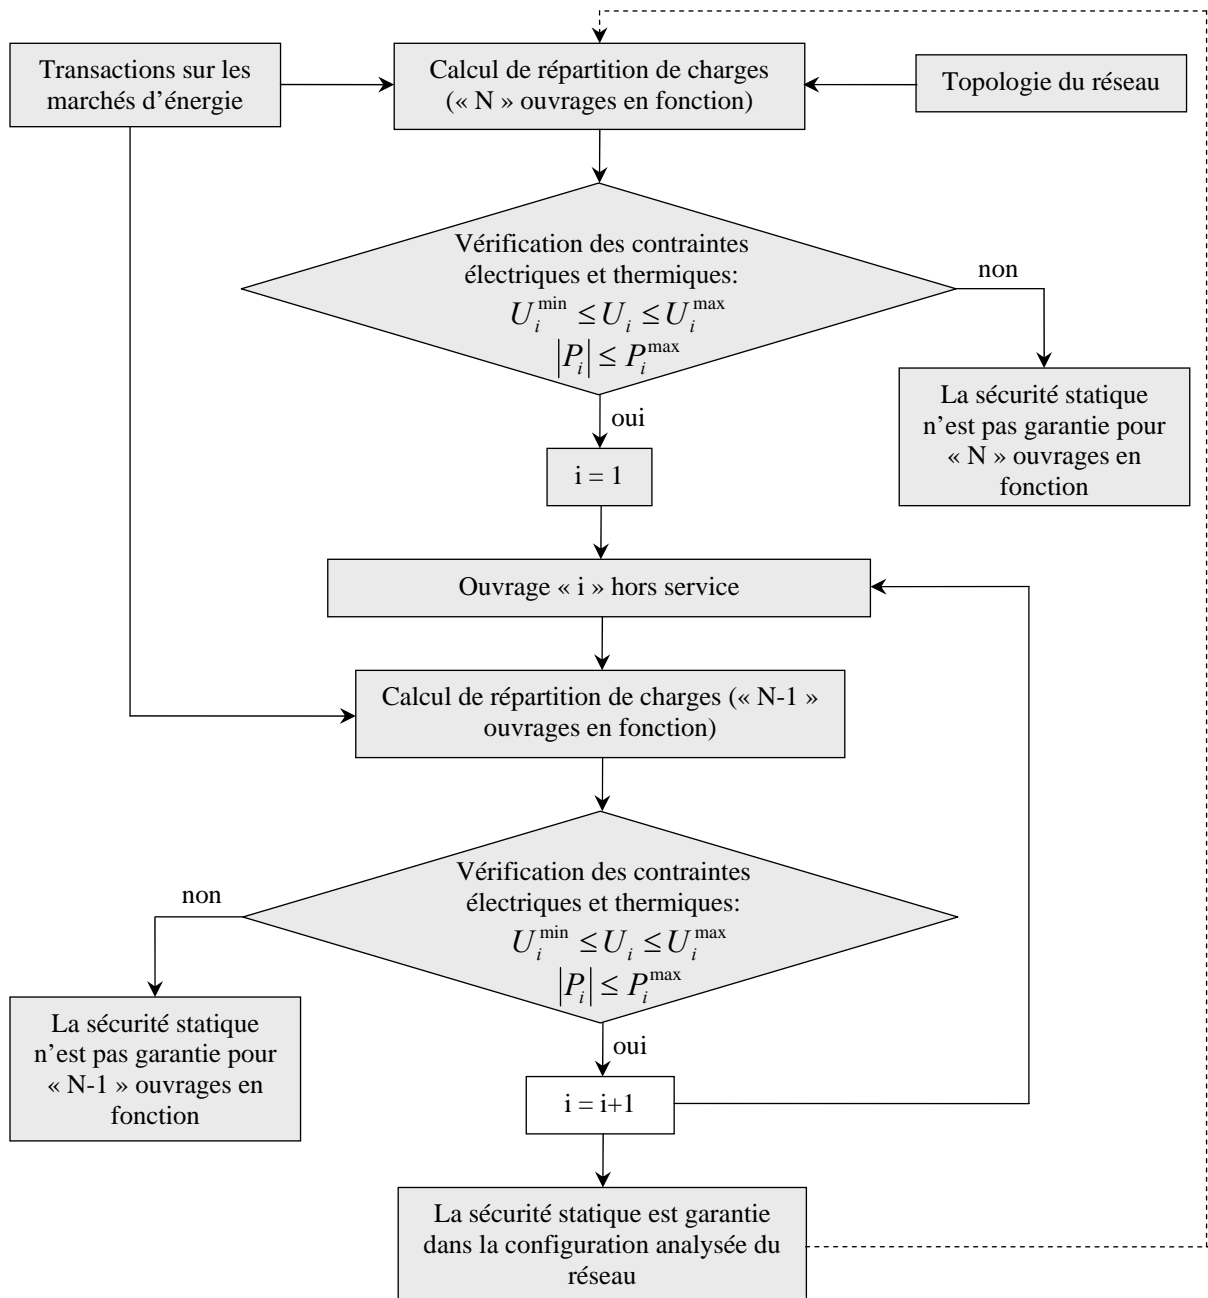 Transactions sur les
marchés d’énergie
Calcul de répartition de charges
(« N » ouvrages en fonction)
Topologie du réseau
Vérification des contraintes
électriques et thermiques:
U_i^min ≤ U_i ≤ U_i^max
|P_i| ≤ P_i^max
non
oui
La sécurité statique
n’est pas garantie pour
« N » ouvrages en
fonction
i = 1
Ouvrage « i » hors service
Calcul de répartition de charges (« N-1 »
ouvrages en fonction)
Vérification des contraintes
électriques et thermiques:
U_i^min ≤ U_i ≤ U_i^max
|P_i| ≤ P_i^max
non
La sécurité statique
n’est pas garantie pour
« N-1 » ouvrages en
fonction
oui
i = i+1
La sécurité statique est garantie
dans la configuration analysée du
réseau